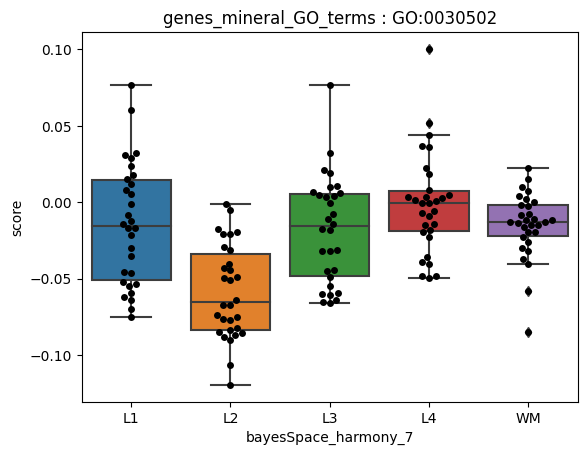 genes_mineral_GO_terms : GO:0030502
0.10
0.05
0.00
−0.05
−0.10
score
L1 L2 L3 L4 WM
bayesSpace_harmony_7